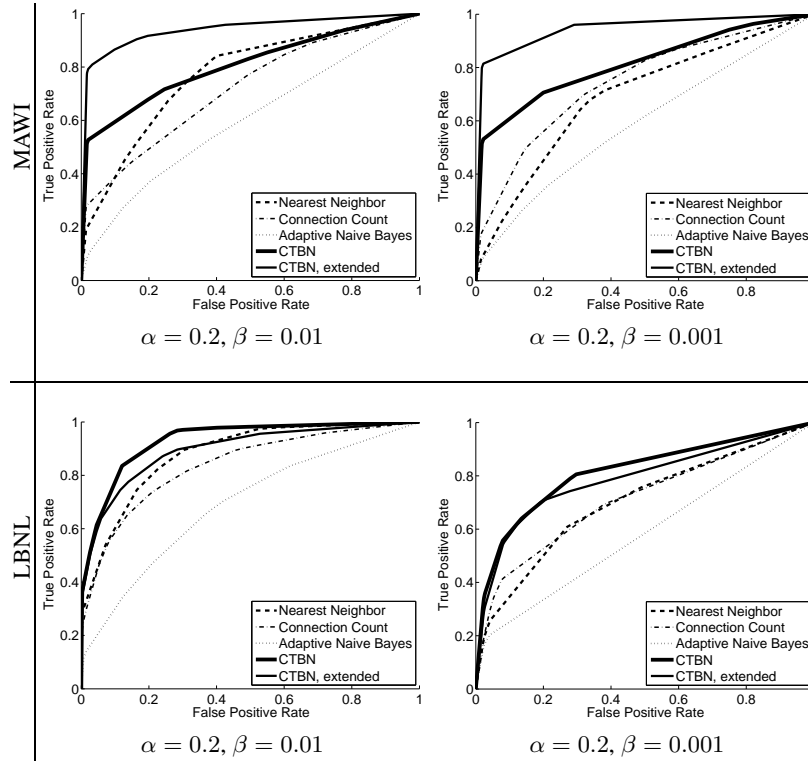 MAWI
True Positive Rate
1
0.8
0.6
0.4
0.2
0
0 0.2 0.4 0.6 0.8 1
False Positive Rate
Nearest Neighbor
Connection Count
Adaptive Naive Bayes
CTBN
CTBN, extended
α = 0.2, β = 0.01
True Positive Rate
1
0.8
0.6
0.4
0.2
0
0 0.2 0.4 0.6 0.8
False Positive Rate
Nearest Neighbor
Connection Count
Adaptive Naive Bayes
CTBN
CTBN, extended
α = 0.2, β = 0.001
LBNL
True Positive Rate
1
0.8
0.6
0.4
0.2
0
0 0.2 0.4 0.6 0.8 1
False Positive Rate
Nearest Neighbor
Connection Count
Adaptive Naive Bayes
CTBN
CTBN, extended
α = 0.2, β = 0.01
True Positive Rate
1
0.8
0.6
0.4
0.2
0
0 0.2 0.4 0.6 0.8
False Positive Rate
Nearest Neighbor
Connection Count
Adaptive Naive Bayes
CTBN
CTBN, extended
α = 0.2, β = 0.001